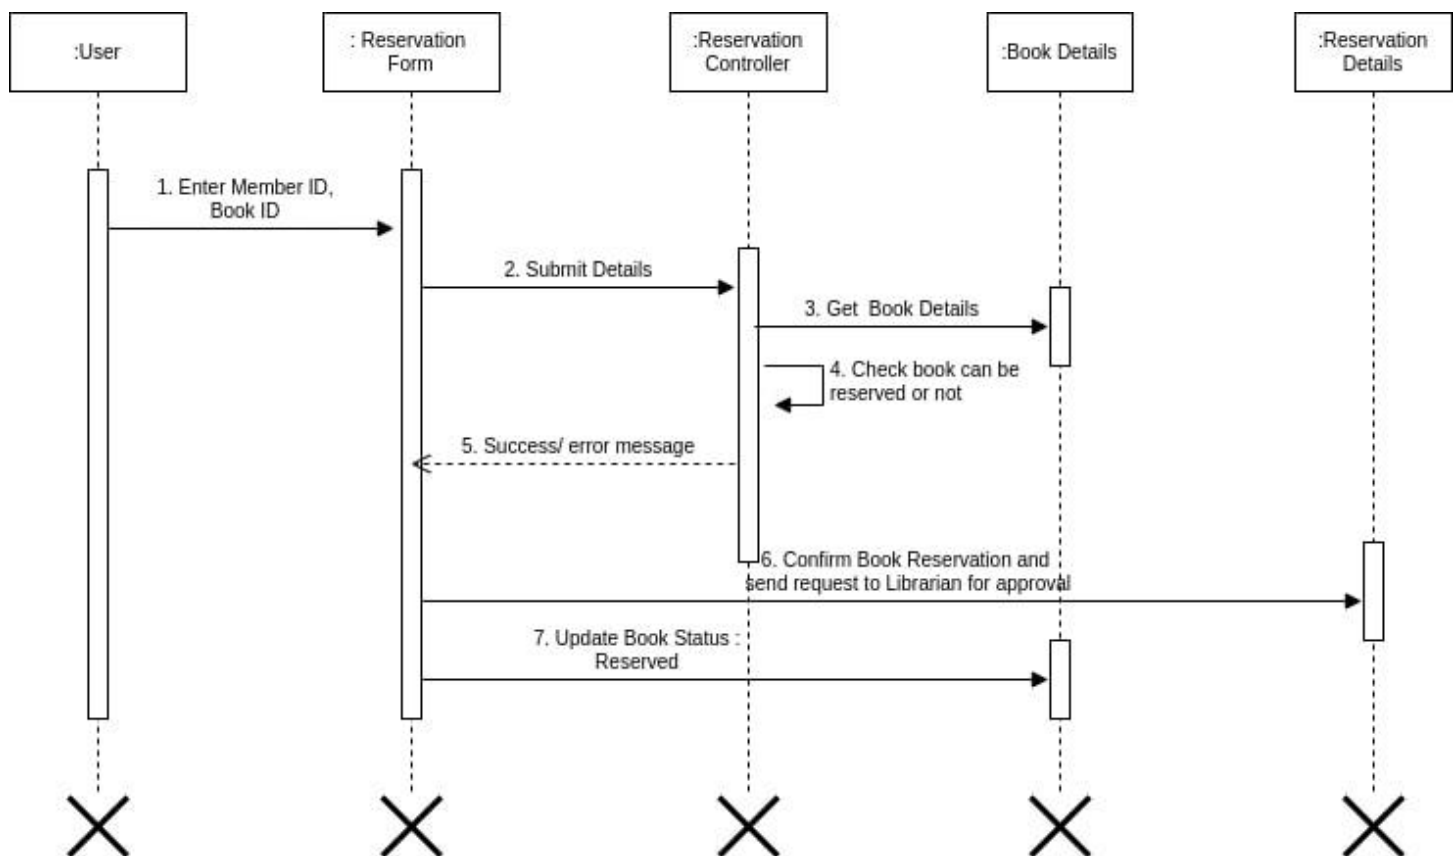 :User
: Reservation
Form
:Reservation
Controller
:Book Details
:Reservation
Details
1. Enter Member ID,
Book ID
2. Submit Details
3. Get  Book Details
4. Check book can be
reserved or not
5. Success/ error message
6. Confirm Book Reservation and
send request to Librarian for approval
7. Update Book Status :
Reserved